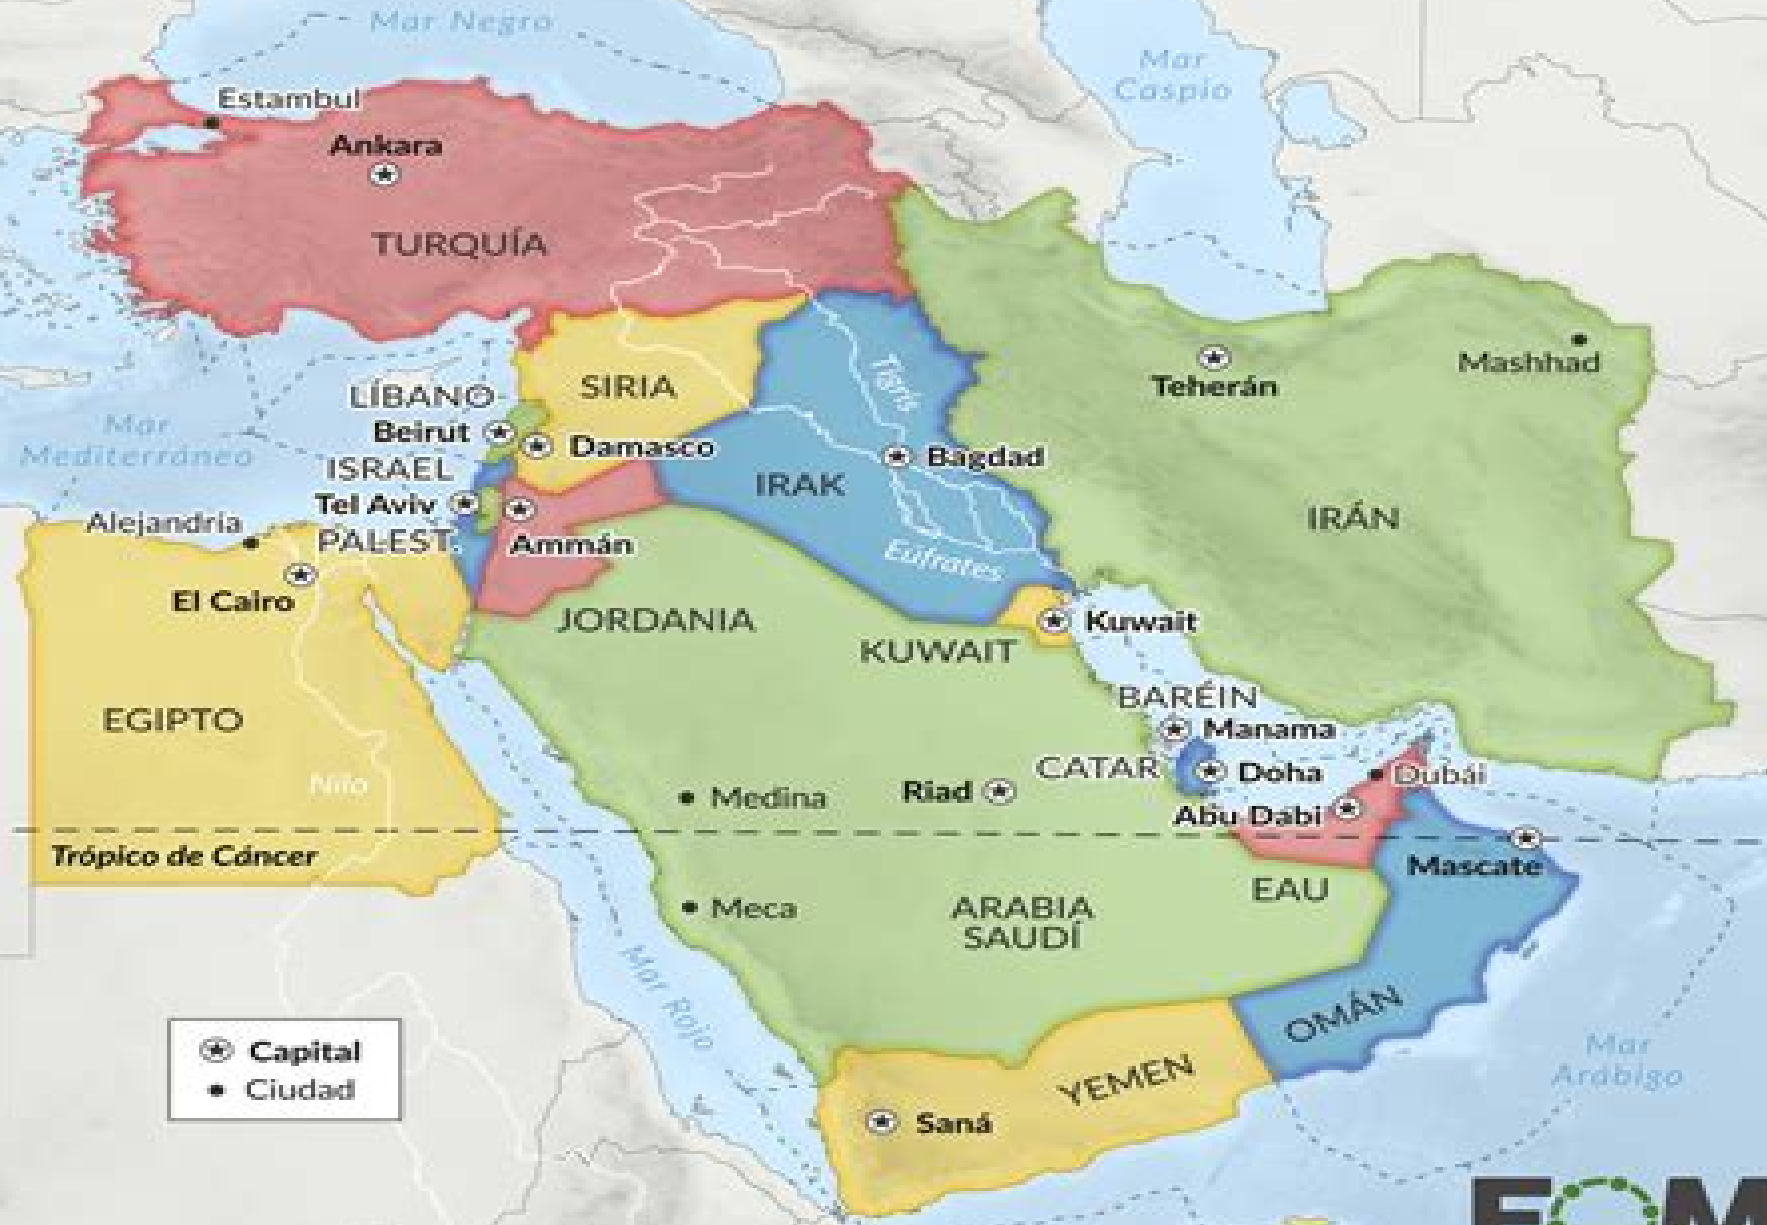 Mar Negro
Mar
Caspio
Estambul
Ankara
TURQUÍA
Mashhad
Teherán
SIRIA
Tigris
LÍBANO
Beirut
Damasco
Mar
Mediterráneo
ISRAEL
Bagdad
IRAK
Tel Aviv
IRÁN
Alejandría
PALEST.
Ammán
Eufrates
El Cairo
JORDANIA
Kuwait
KUWAIT
BARÉIN
EGIPTO
Manama
CATAR
Doha
Dubái
Nilo
Medina
Riad
Abu Dabi
Trópico de Cáncer
Mascate
EAU
Meca
ARABIA
SAUDÍ
Mar Rojo
OMÁN
Capital
Ciudad
YEMEN
Mar
Arábigo
Saná
EOM